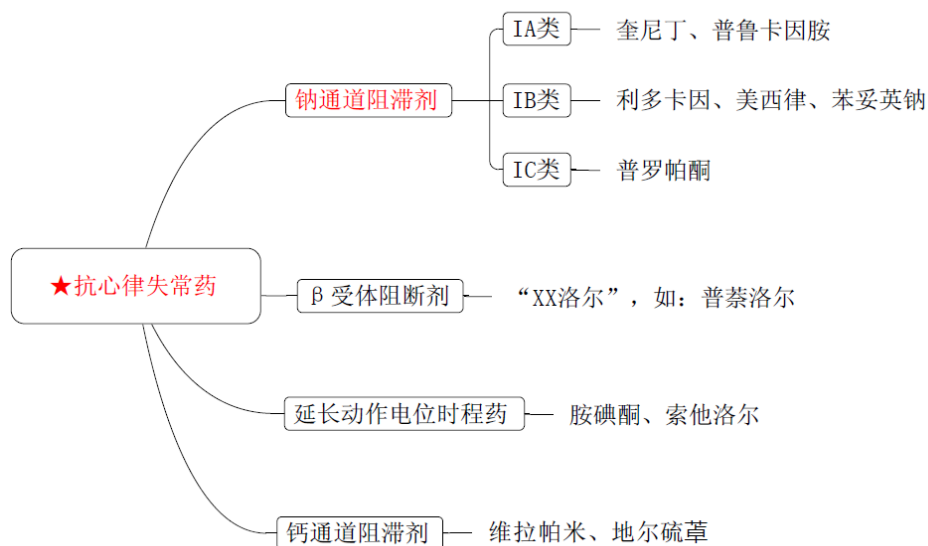 IA类
奎尼丁、普鲁卡因胺
钠通道阻滞剂
IB类
利多卡因、美西律、苯妥英钠
IC类
普罗帕酮
★抗心律失常药
β受体阻断剂
“XX洛尔”，如：普萘洛尔
延长动作电位时程药
胺碘酮、索他洛尔
钙通道阻滞剂
维拉帕米、地尔硫䓬